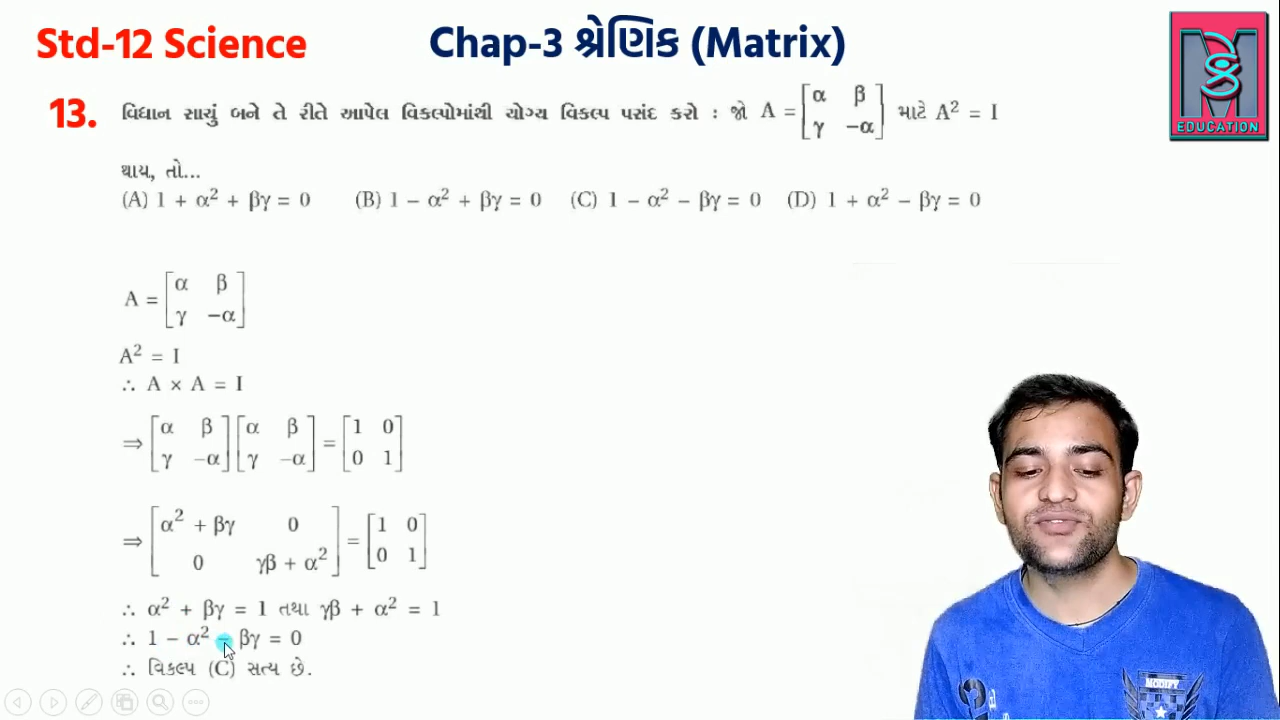 Std-12 Science
Chap-3 શ્રેણિક (Matrix)
EDUCATION
13. વિધાન સાચું બને તે રીતે આપેલ વિકલ્પોમાંથી યોગ્ય વિકલ્પ પસંદ કરો : જો A = [α β; γ −α] માટે A² = I
થાય, તો...
(A) 1 + α² + βγ = 0 (B) 1 − α² + βγ = 0 (C) 1 − α² − βγ = 0 (D) 1 + α² − βγ = 0
A = [α β; γ −α]
A² = I
∴ A × A = I
⇒ [α β; γ −α] [α β; γ −α] = [1 0; 0 1]
⇒ [α² + βγ 0; 0 γβ + α²] = [1 0; 0 1]
∴ α² + βγ = 1 તથા γβ + α² = 1
∴ 1 − α² − βγ = 0
∴ વિકલ્પ (C) સત્ય છે.
MODIFY